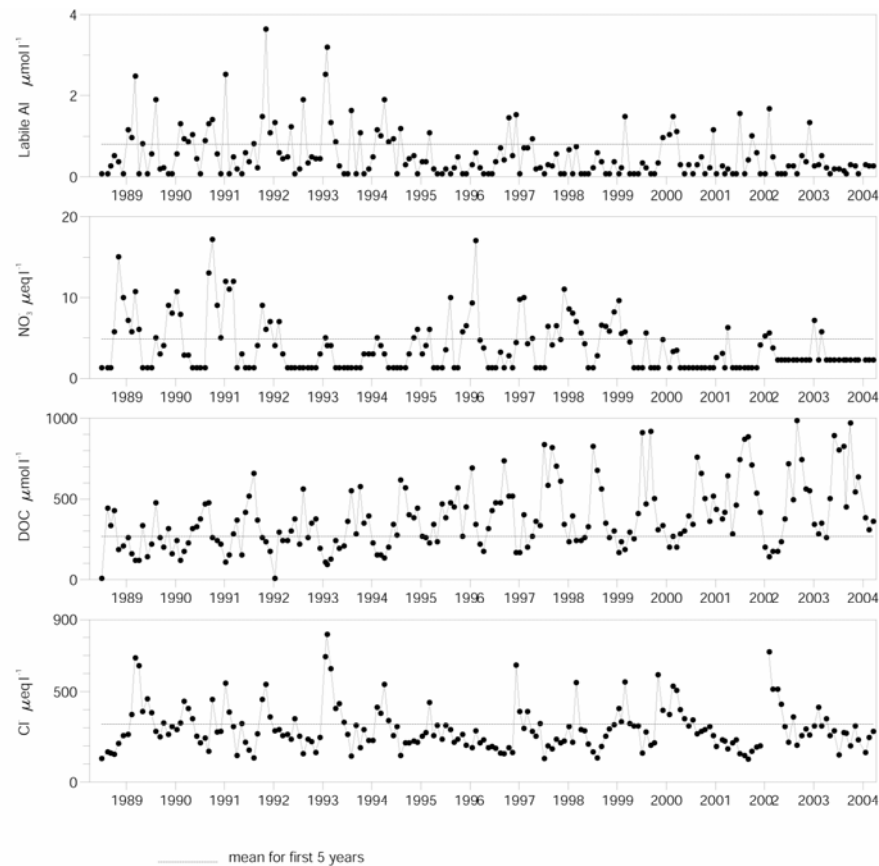 Labile Al μmol l⁻¹
4
2
0
1989 1990 1991 1992 1993 1994 1995 1996 1997 1998 1999 2000 2001 2002 2003 2004
NO₃ μeq l⁻¹
20
10
0
1989 1990 1991 1992 1993 1994 1995 1996 1997 1998 1999 2000 2001 2002 2003 2004
DOC μmol l⁻¹
1000
500
0
1989 1990 1991 1992 1993 1994 1995 1996 1997 1998 1999 2000 2001 2002 2003 2004
Cl μeq l⁻¹
900
500
0
1989 1990 1991 1992 1993 1994 1995 1996 1997 1998 1999 2000 2001 2002 2003 2004
mean for first 5 years